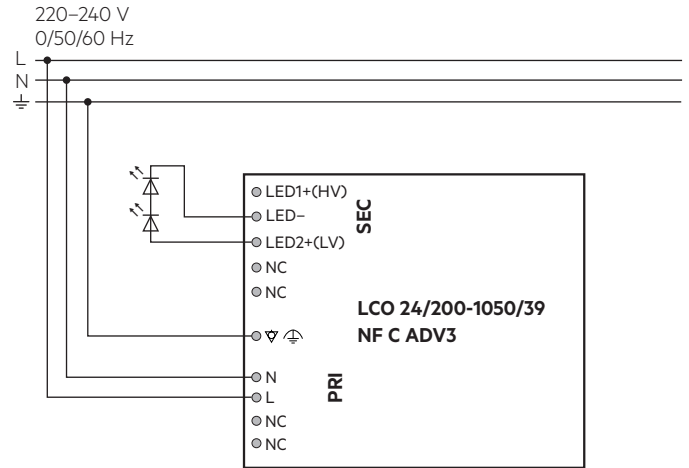 220–240 V
0/50/60 Hz
L
N
LED1+(HV)
LED–
LED2+(LV)
NC
NC
SEC
LCO 24/200-1050/39
NF C ADV3
N
L
NC
NC
PRI